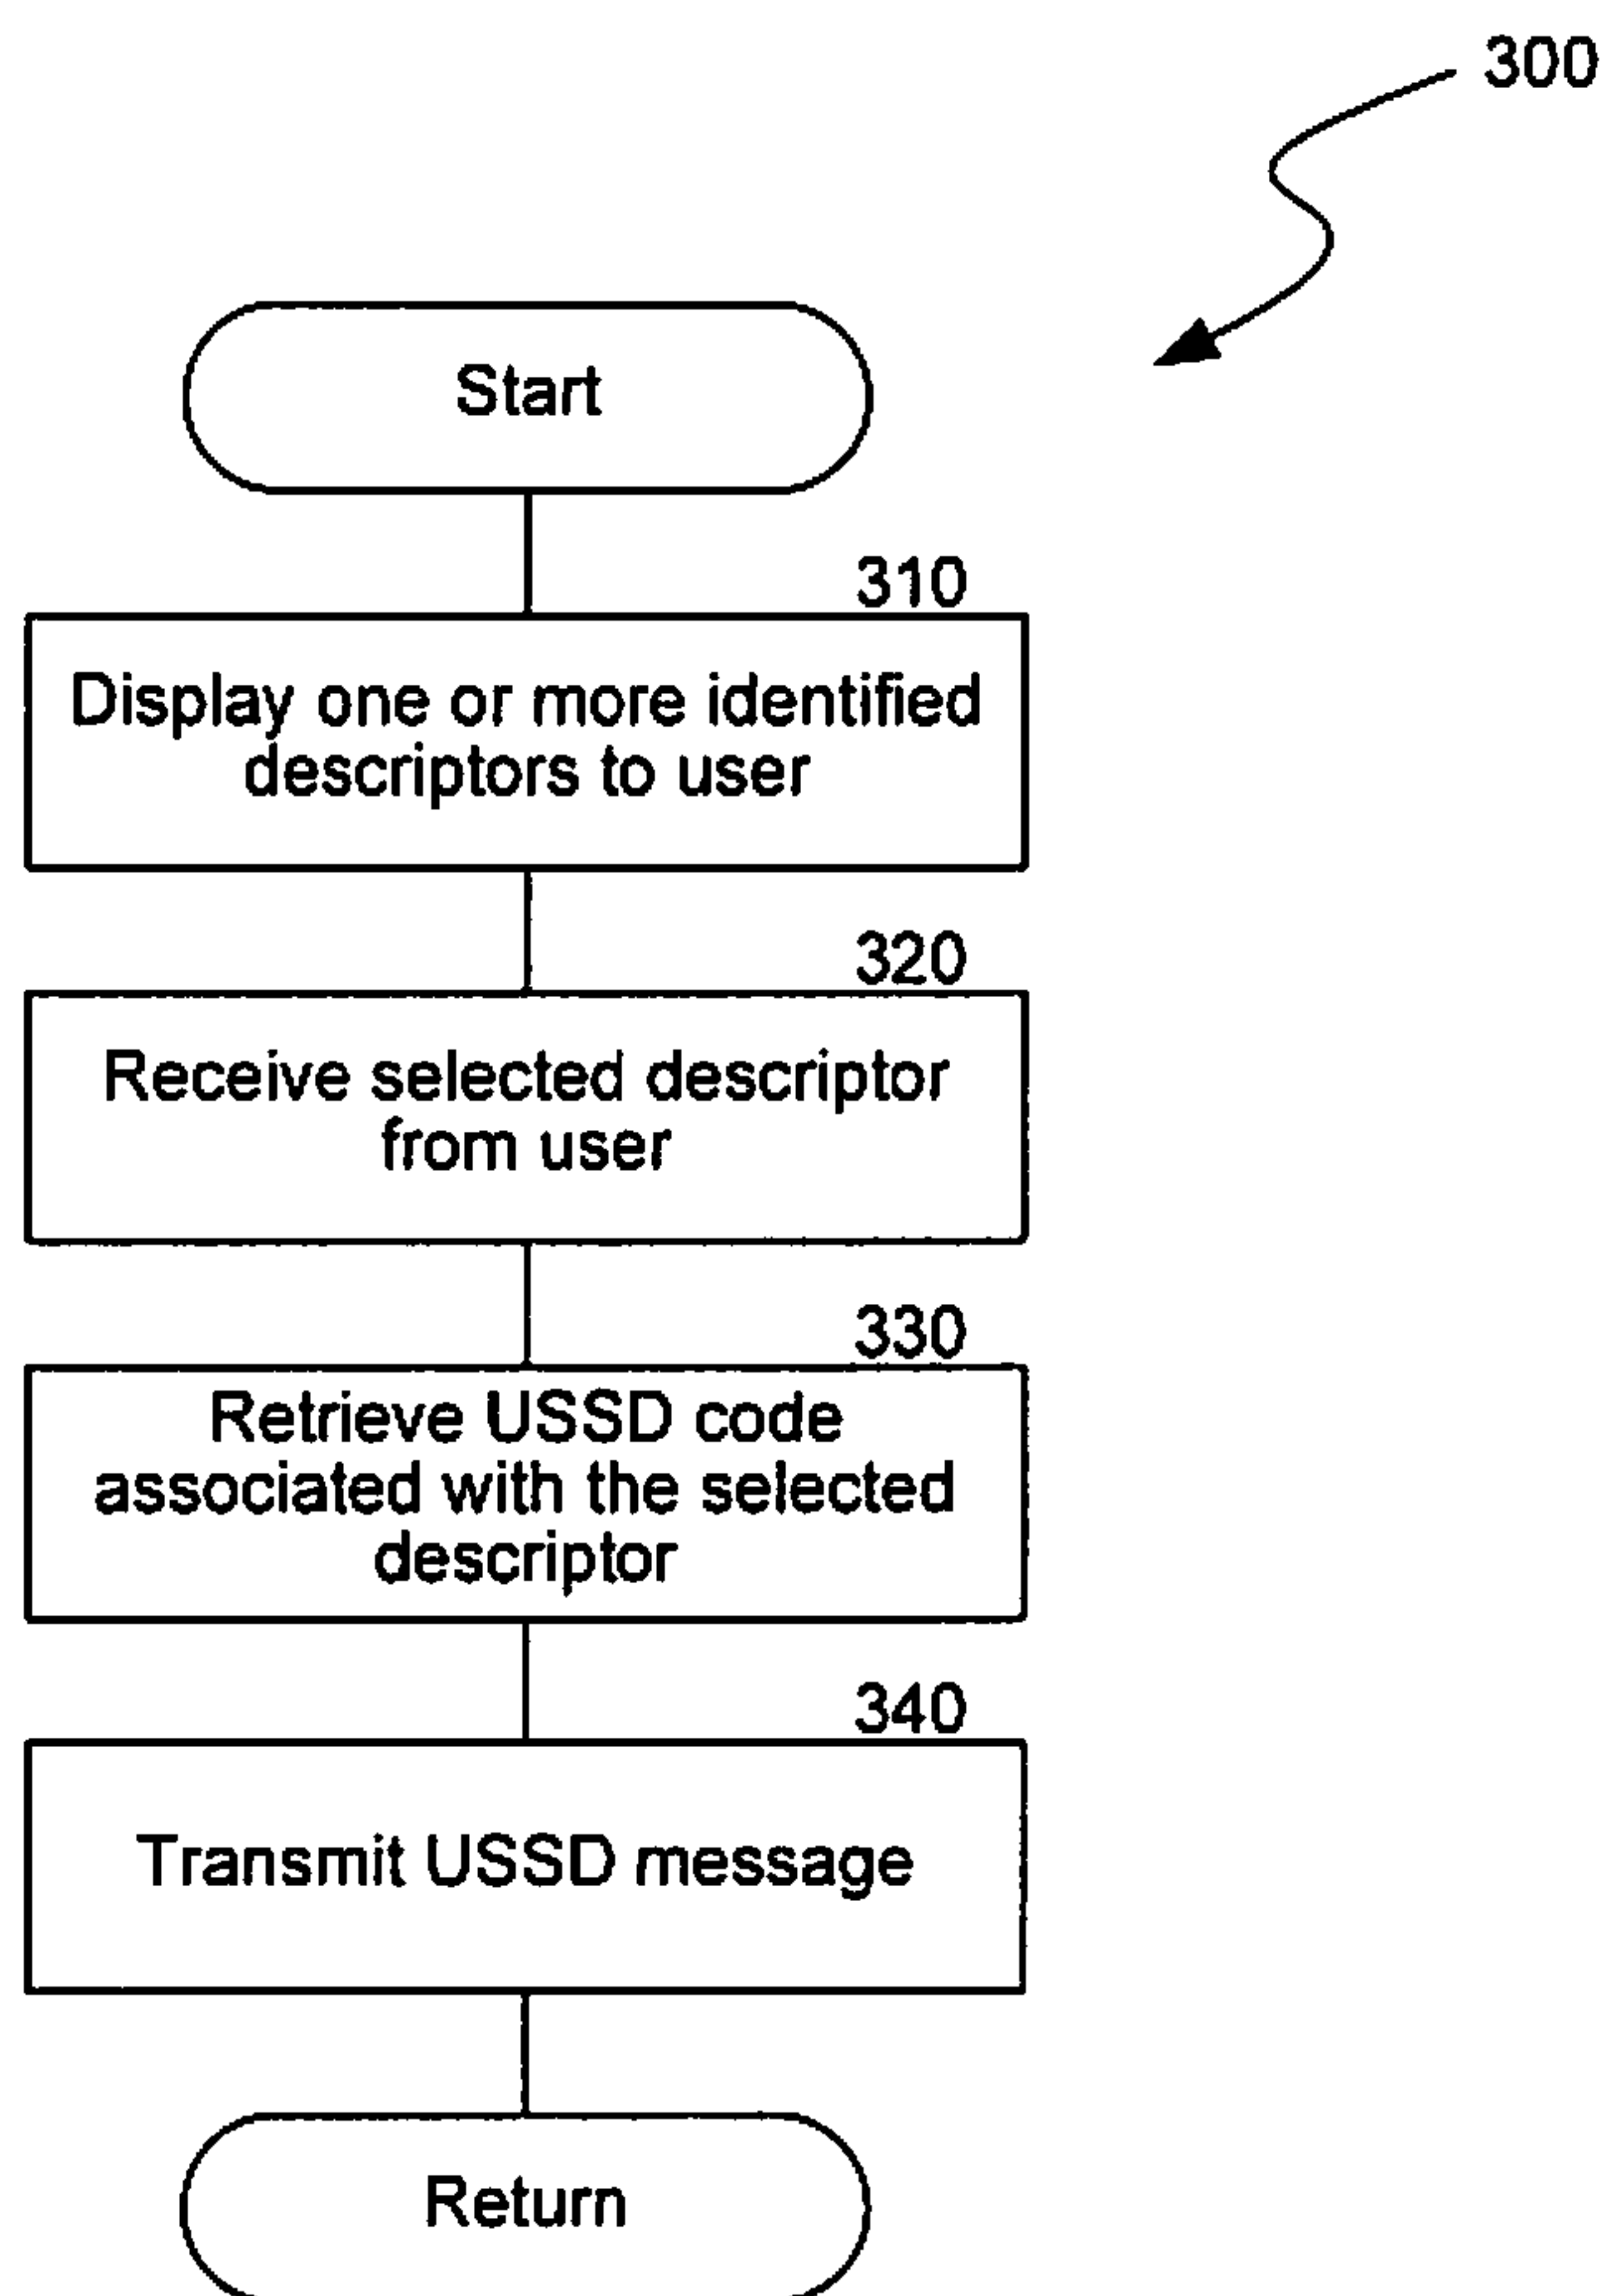 300
Start
310
Display one or more identified
descriptors to user
320
Receive selected descriptor
from user
330
Retrieve USSD code
associated with the selected
descriptor
340
Transmit USSD message
Return